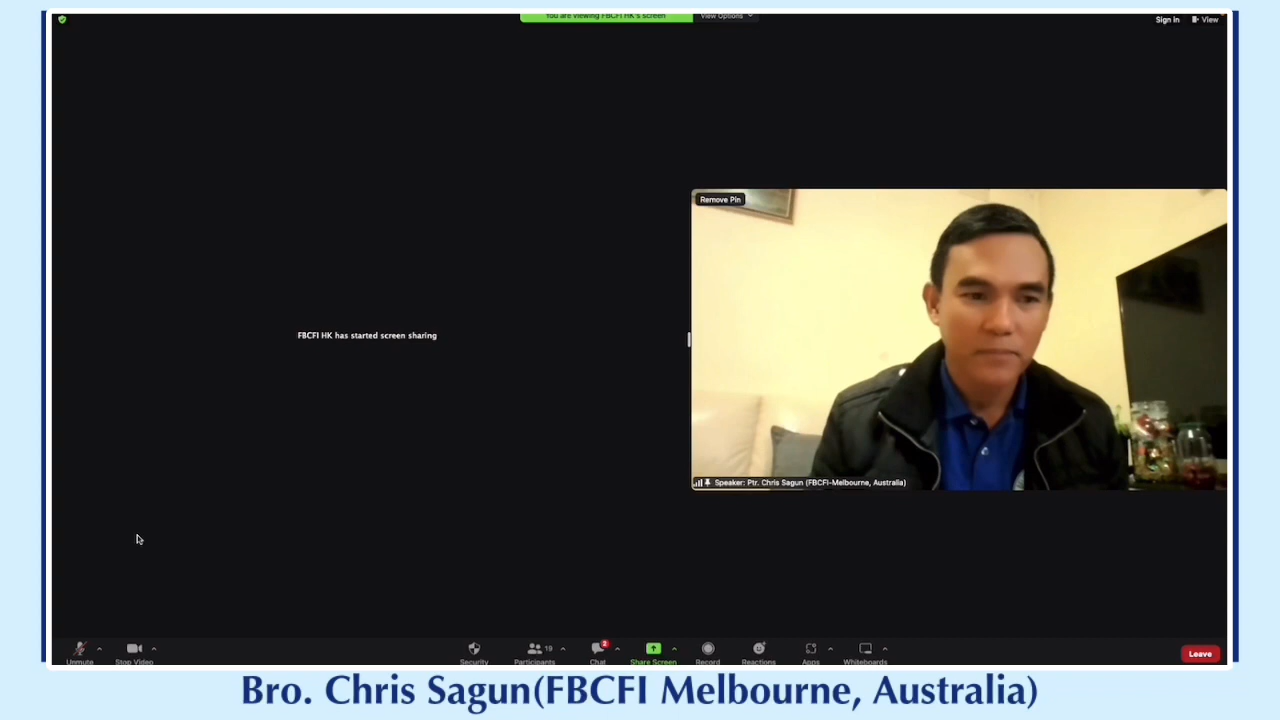 You are viewing FBCFI HK's screen
View Options
Sign In
View
Remove Pin
FBCFI HK has started screen sharing
Speaker: Ptr. Chris Sagun (FBCFI-Melbourne, Australia)
Unmute
Stop Video
Security
Participants
19
Chat
2
Share Screen
Record
Reactions
Apps
Whiteboards
Leave
Bro. Chris Sagun(FBCFI Melbourne, Australia)